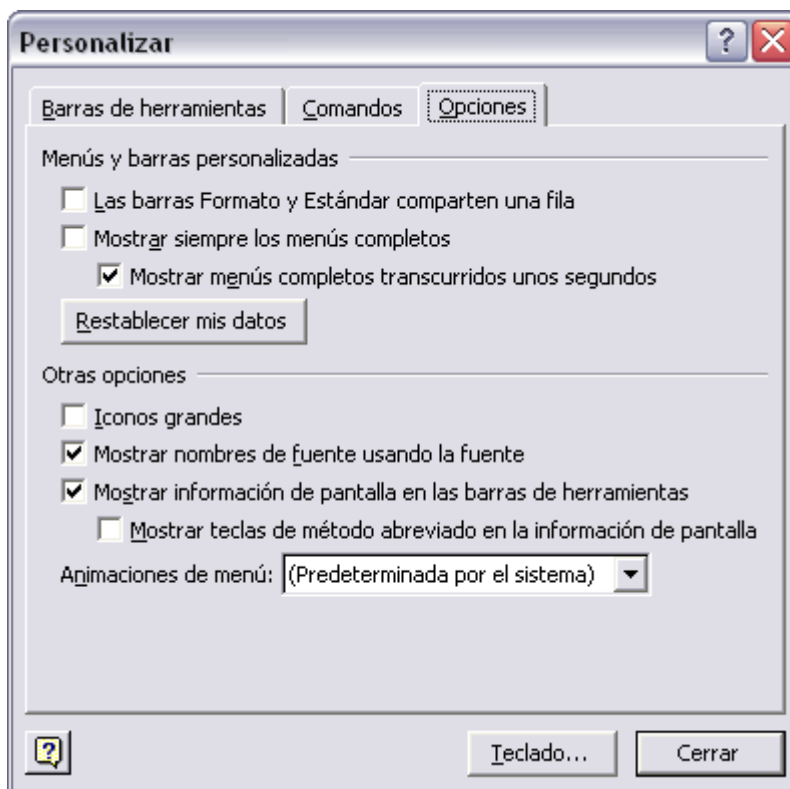 Personalizar
Barras de herramientas Comandos Opciones
Menús y barras personalizadas
Las barras Formato y Estándar comparten una fila
Mostrar siempre los menús completos
Mostrar menús completos transcurridos unos segundos
Restablecer mis datos
Otras opciones
Iconos grandes
Mostrar nombres de fuente usando la fuente
Mostrar información de pantalla en las barras de herramientas
Mostrar teclas de método abreviado en la información de pantalla
Animaciones de menú: (Predeterminada por el sistema)
Teclado... Cerrar